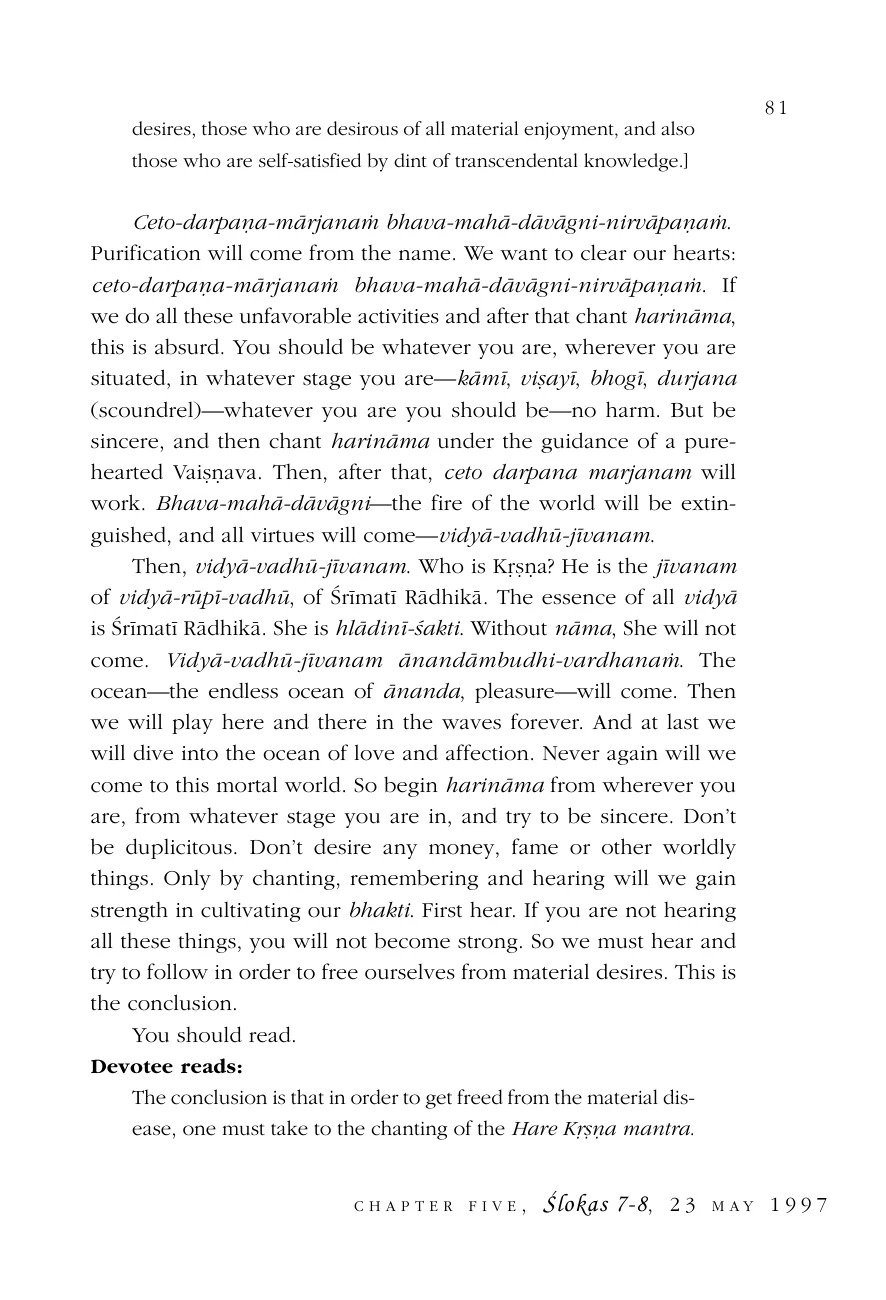 81
desires, those who are desirous of all material enjoyment, and also
those who are self-satisfied by dint of transcendental knowledge.]
Ceto-darpaṇa-mārjanaṁ bhava-mahā-dāvāgni-nirvāpaṇaṁ.
Purification will come from the name. We want to clear our hearts:
ceto-darpaṇa-mārjanaṁ bhava-mahā-dāvāgni-nirvāpaṇaṁ. If
we do all these unfavorable activities and after that chant harināma,
this is absurd. You should be whatever you are, wherever you are
situated, in whatever stage you are—kāmī, viṣayī, bhogī, durjana
(scoundrel)—whatever you are you should be—no harm. But be
sincere, and then chant harināma under the guidance of a pure-
hearted Vaiṣṇava. Then, after that, ceto darpana marjanam will
work. Bhava-mahā-dāvāgni—the fire of the world will be extin-
guished, and all virtues will come—vidyā-vadhū-jīvanam.
Then, vidyā-vadhū-jīvanam. Who is Kṛṣṇa? He is the jīvanam
of vidyā-rūpī-vadhū, of Śrīmatī Rādhikā. The essence of all vidyā
is Śrīmatī Rādhikā. She is hlādinī-śakti. Without nāma, She will not
come. Vidyā-vadhū-jīvanam ānandāmbudhi-vardhanaṁ. The
ocean—the endless ocean of ānanda, pleasure—will come. Then
we will play here and there in the waves forever. And at last we
will dive into the ocean of love and affection. Never again will we
come to this mortal world. So begin harināma from wherever you
are, from whatever stage you are in, and try to be sincere. Don’t
be duplicitous. Don’t desire any money, fame or other worldly
things. Only by chanting, remembering and hearing will we gain
strength in cultivating our bhakti. First hear. If you are not hearing
all these things, you will not become strong. So we must hear and
try to follow in order to free ourselves from material desires. This is
the conclusion.
You should read.
Devotee reads:
The conclusion is that in order to get freed from the material dis-
ease, one must take to the chanting of the Hare Kṛṣṇa mantra.
CHAPTER FIVE, Ślokas 7-8, 23 MAY 1997